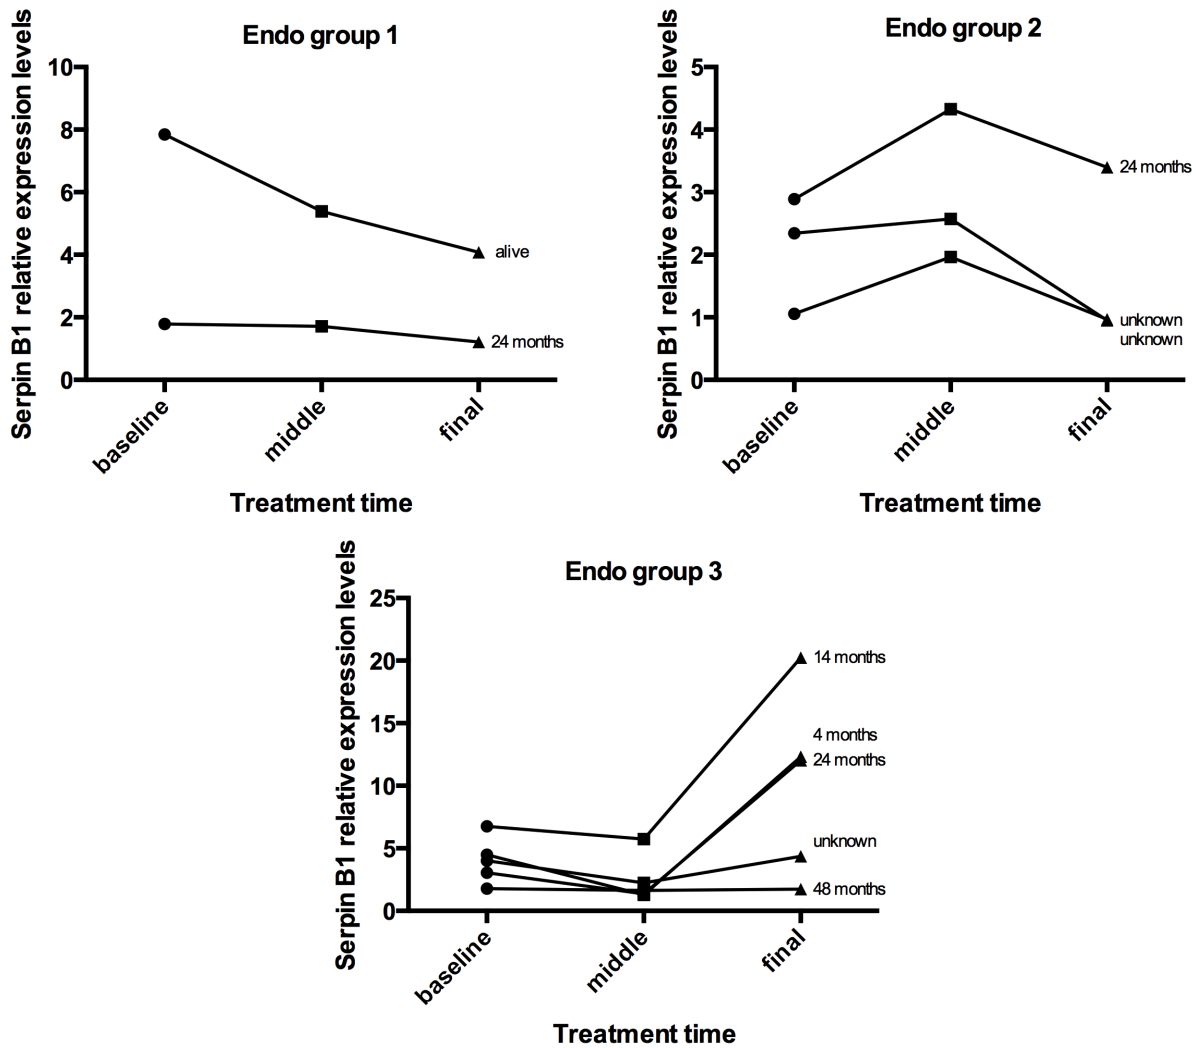 Endo group 1
Serpin B1 relative expression levels
10
8
6
4
2
0
alive
24 months
baseline
middle
final
Treatment time
Endo group 2
Serpin B1 relative expression levels
5
4
3
2
1
0
24 months
unknown
unknown
baseline
middle
final
Treatment time
Endo group 3
Serpin B1 relative expression levels
25
20
15
10
5
0
14 months
4 months
24 months
unknown
48 months
baseline
middle
final
Treatment time